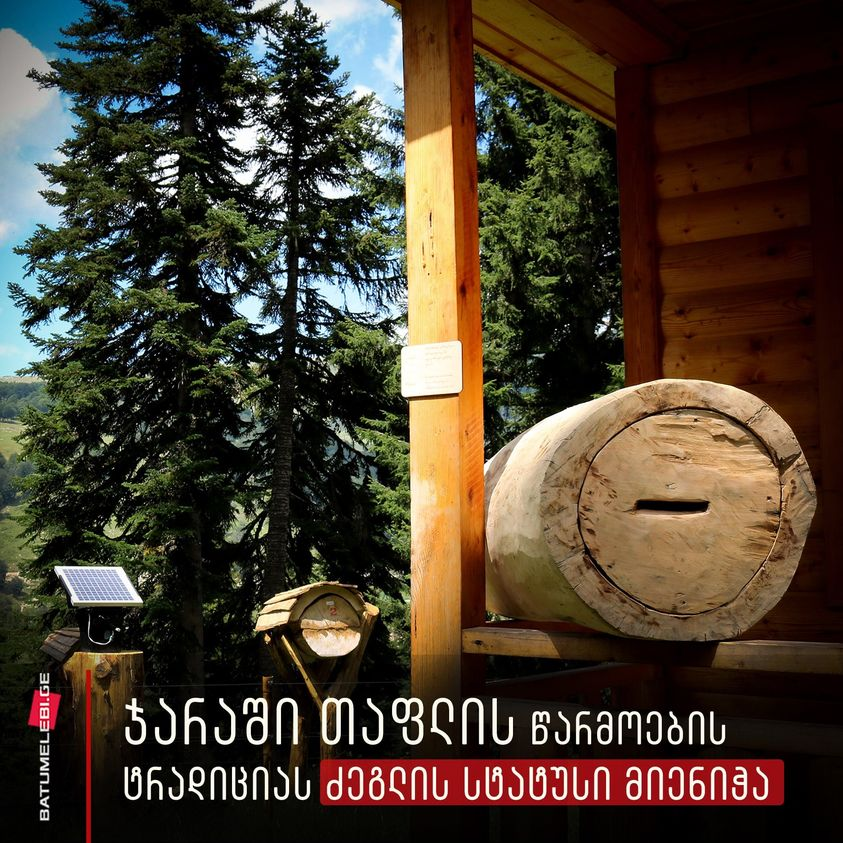 ჯარაში თაფლის წარმოების
ტრადიციას ძეგლის სტატუსი მიენიჭა
BATUMELEBI.GE